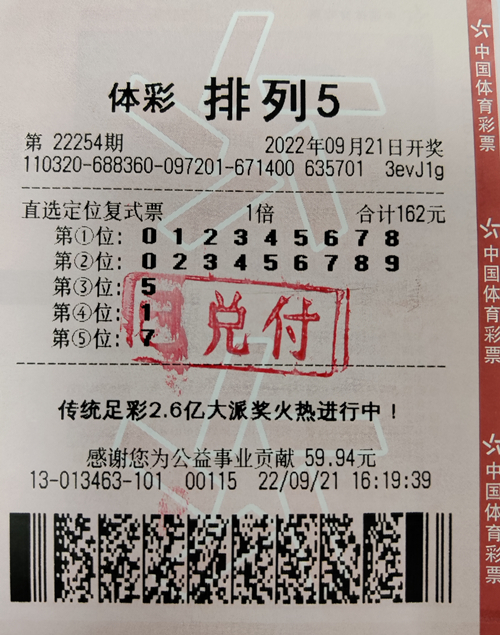 体彩 排列5
第 22254期 2022年09月21日开奖
110320-688360-097201-671400 635701 3evJ1g
直选定位复式票 1倍 合计162元
第①位: 0 1 2 3 4 5 6 7 8
第②位: 0 2 3 4 5 6 7 8 9
第③位: 5
第④位: 1
第⑤位: 7
兑付
传统足彩2.6亿大派奖火热进行中！
感谢您为公益事业贡献 59.94元
13-013463-101 00115 22/09/21 16:19:39
中国体育彩票
中国体育彩票
中国体育彩票